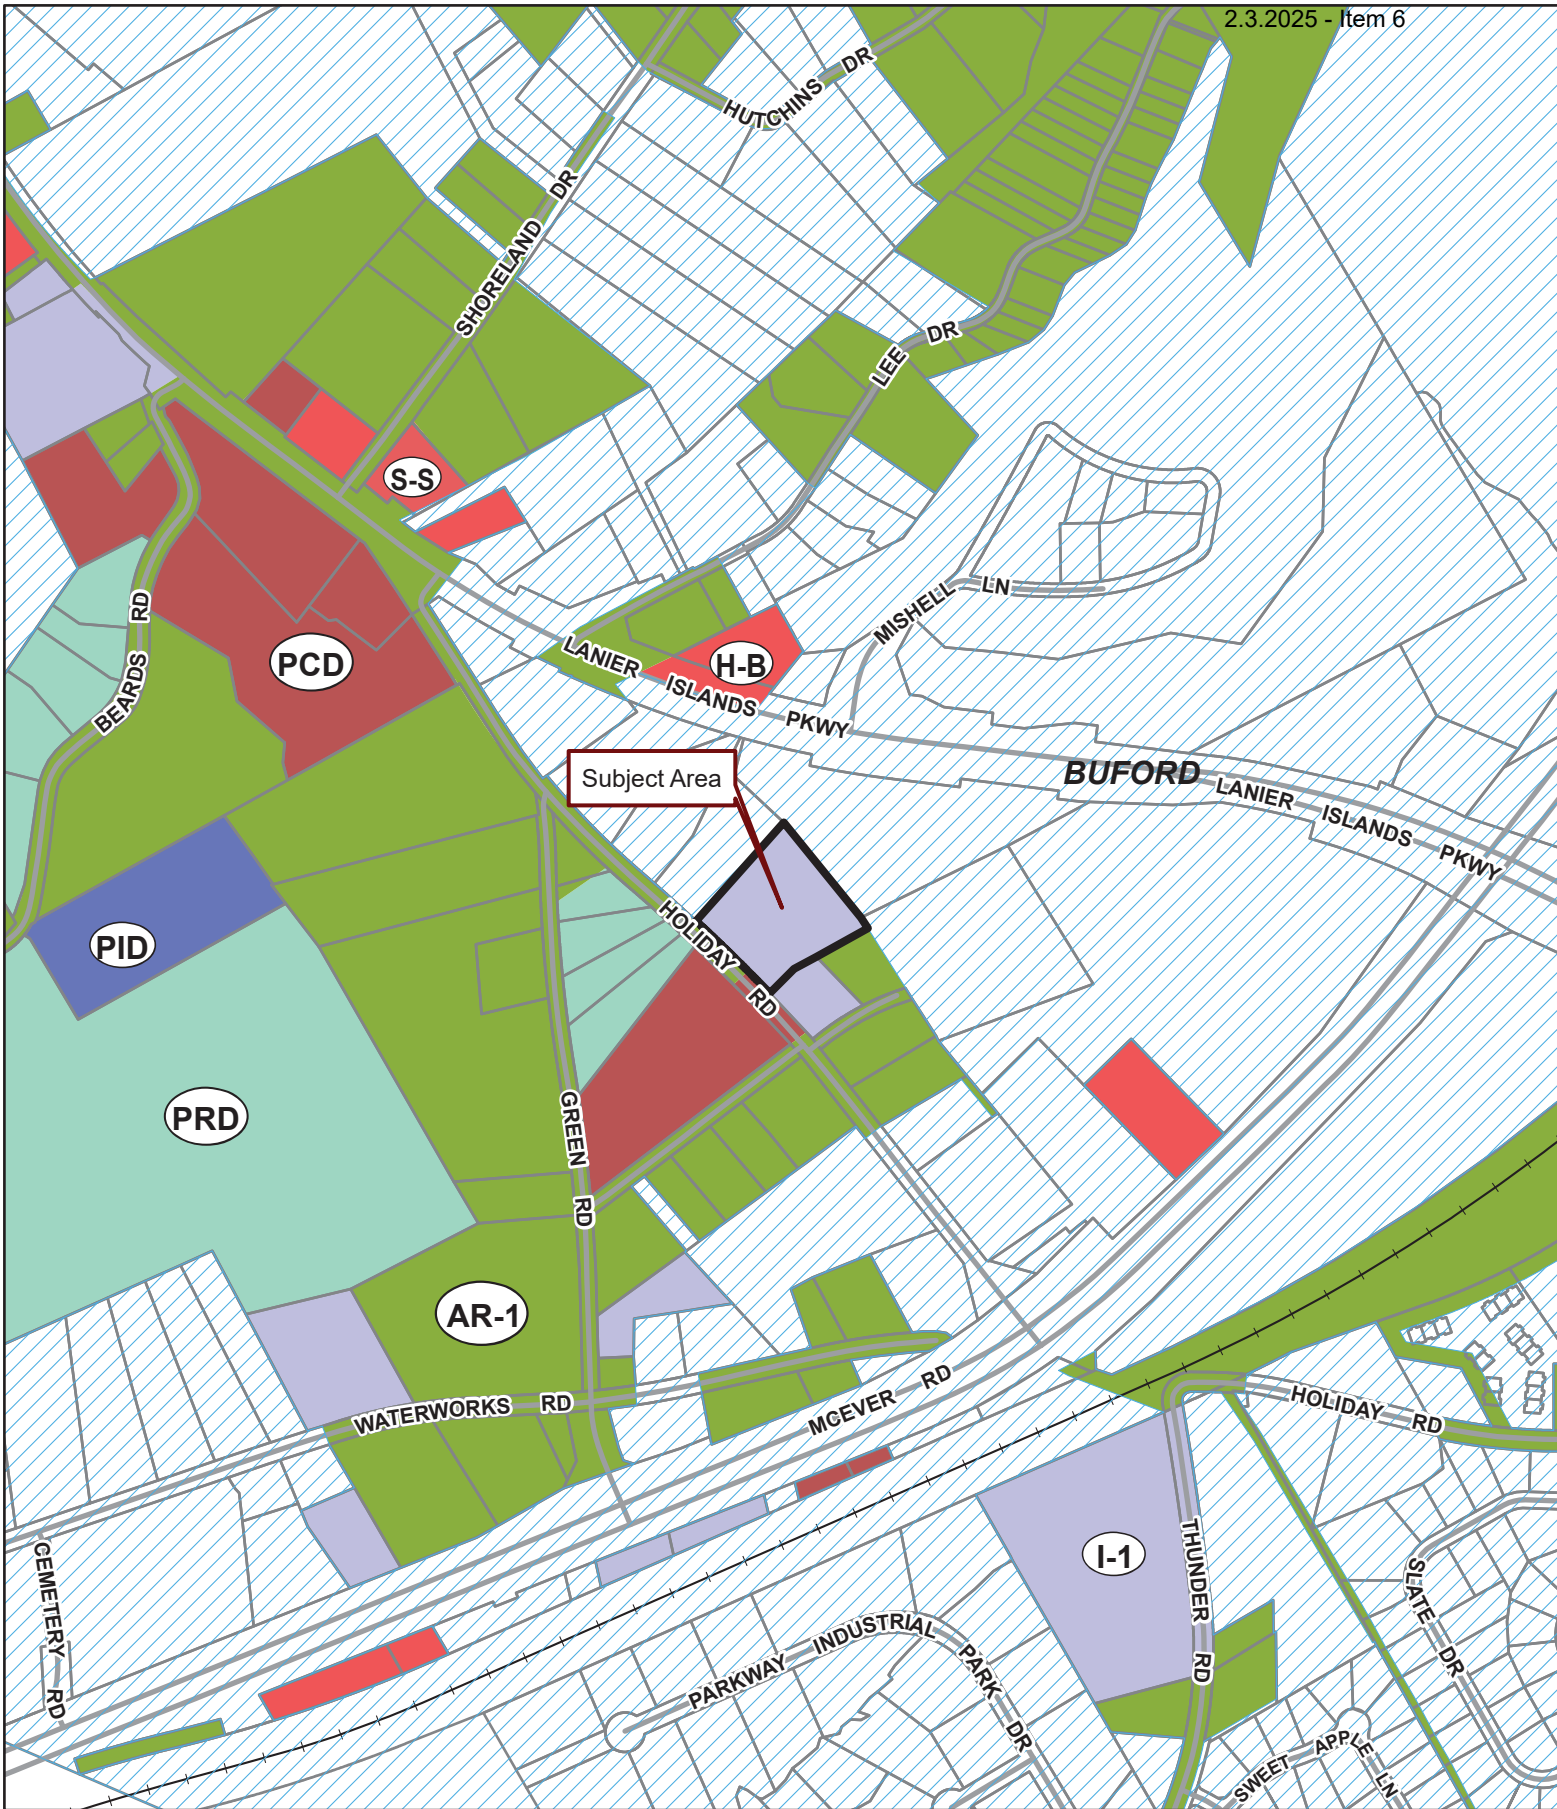 2.3.2025 - Item 6
HUTCHINS DR
SHORELAND DR
LEE DR
S-S
MISHELL LN
BEARDS RD
PCD
LANIER ISLANDS PKWY
H-B
BUFORD
Subject Area
LANIER ISLANDS PKWY
HOLIDAY RD
PID
PRD
GREEN RD
AR-1
WATERWORKS RD
MCEVER RD
HOLIDAY RD
I-1
THUNDER RD
SLATE DR
CEMETERY RD
PARKWAY INDUSTRIAL PARK DR
SWEET APPLE LN